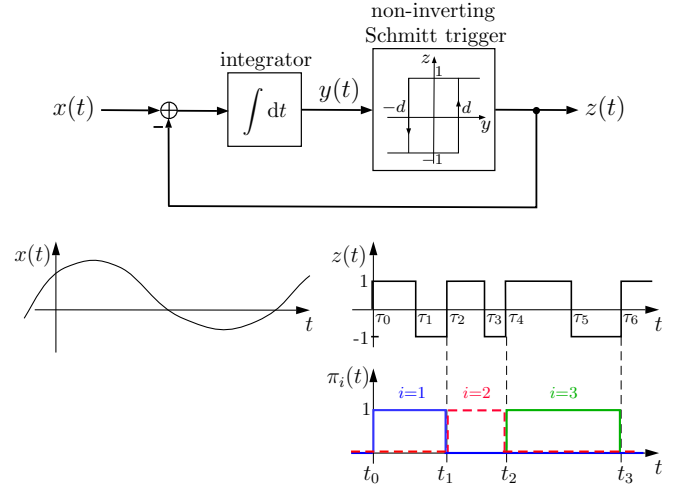 non-inverting
Schmitt trigger
integrator
x(t)
−
∫ dt
y(t)
z
1
−d
d
y
−1
z(t)
x(t)
t
z(t)
1
-1
τ₀
τ₁
τ₂
τ₃
τ₄
τ₅
τ₆
t
πᵢ(t)
1
i=1
i=2
i=3
t₀
t₁
t₂
t₃
t